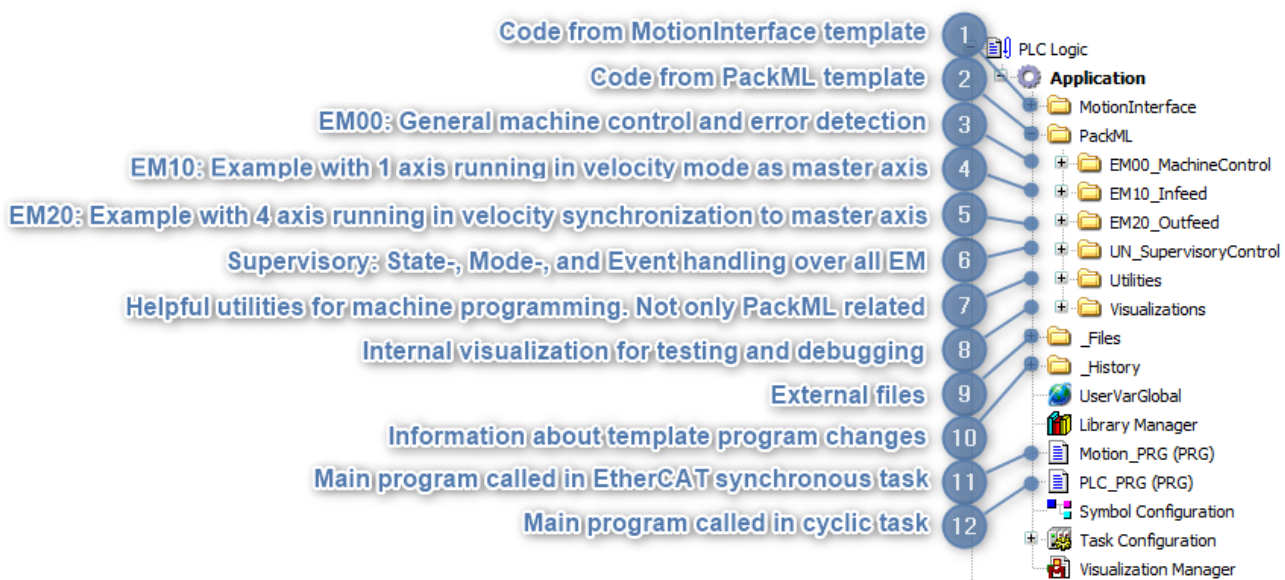 Code from MotionInterface template 1
Code from PackML template 2
EM00: General machine control and error detection 3
EM10: Example with 1 axis running in velocity mode as master axis 4
EM20: Example with 4 axis running in velocity synchronization to master axis 5
Supervisory: State-, Mode-, and Event handling over all EM 6
Helpful utilities for machine programming. Not only PackML related 7
Internal visualization for testing and debugging 8
External files 9
Information about template program changes 10
Main program called in EtherCAT synchronous task 11
Main program called in cyclic task 12
PLC Logic
Application
MotionInterface
PackML
EM00_MachineControl
EM10_Infeed
EM20_Outfeed
UN_SupervisoryControl
Utilities
Visualizations
_Files
_History
UserVarGlobal
Library Manager
Motion_PRG (PRG)
PLC_PRG (PRG)
Symbol Configuration
Task Configuration
Visualization Manager